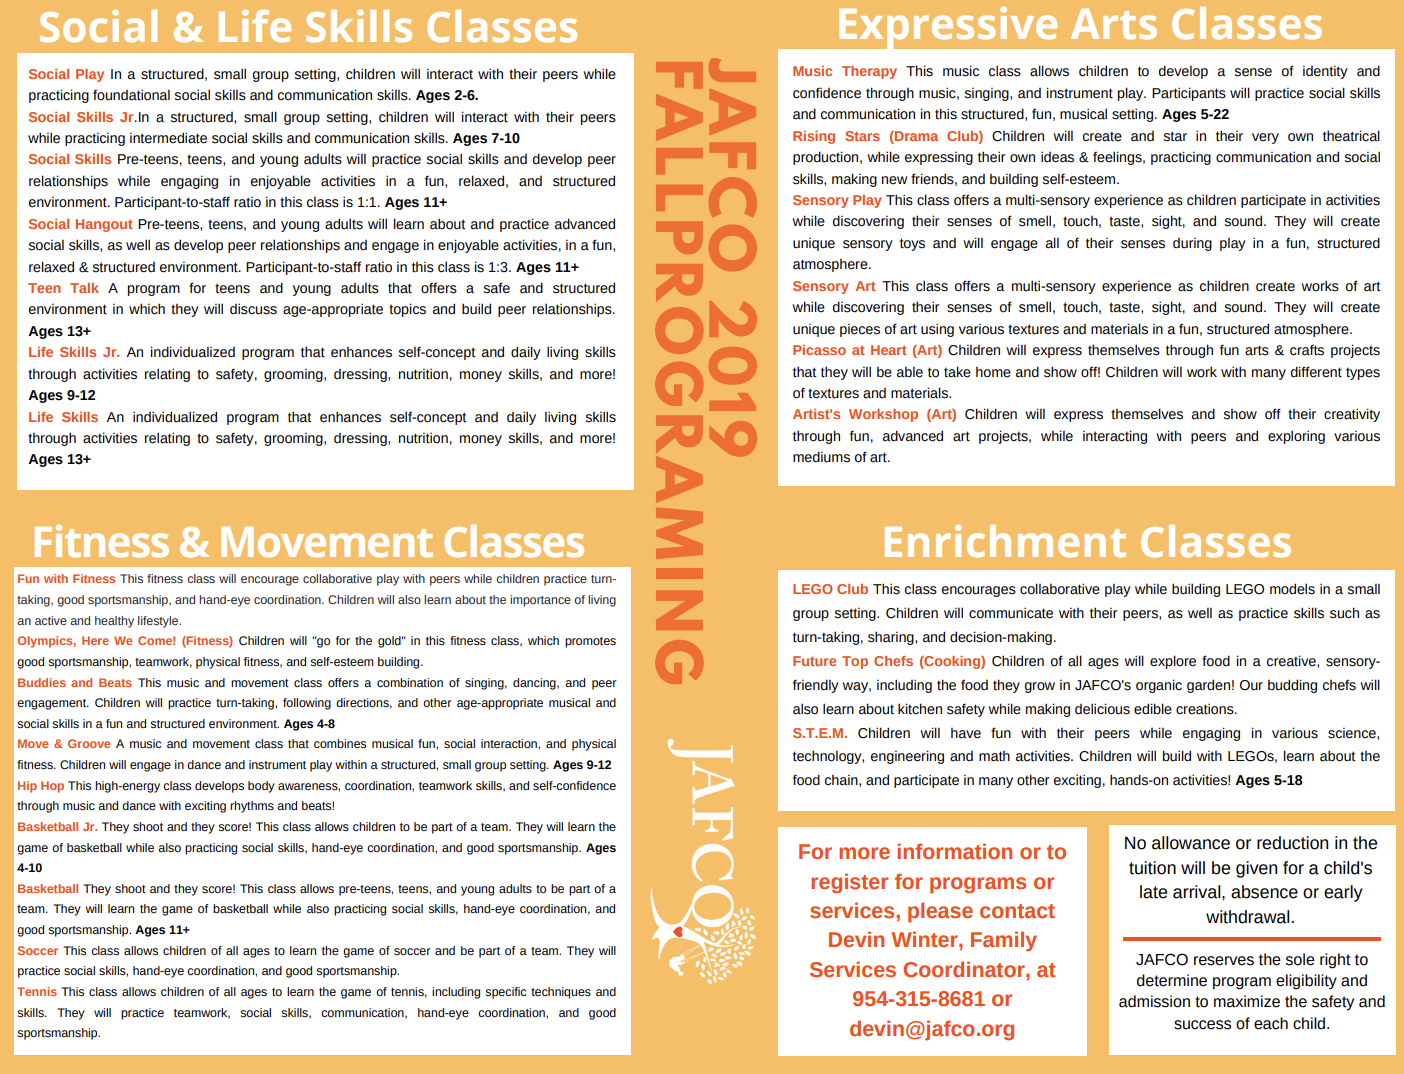 Social & Life Skills Classes
Social Play In a structured, small group setting, children will interact with their peers while
practicing foundational social skills and communication skills. Ages 2-6.
Social Skills Jr.In a structured, small group setting, children will interact with their peers
while practicing intermediate social skills and communication skills. Ages 7-10
Social Skills Pre-teens, teens, and young adults will practice social skills and develop peer
relationships while engaging in enjoyable activities in a fun, relaxed, and structured
environment. Participant-to-staff ratio in this class is 1:1. Ages 11+
Social Hangout Pre-teens, teens, and young adults will learn about and practice advanced
social skills, as well as develop peer relationships and engage in enjoyable activities, in a fun,
relaxed & structured environment. Participant-to-staff ratio in this class is 1:3. Ages 11+
Teen Talk A program for teens and young adults that offers a safe and structured
environment in which they will discuss age-appropriate topics and build peer relationships.
Ages 13+
Life Skills Jr. An individualized program that enhances self-concept and daily living skills
through activities relating to safety, grooming, dressing, nutrition, money skills, and more!
Ages 9-12
Life Skills An individualized program that enhances self-concept and daily living skills
through activities relating to safety, grooming, dressing, nutrition, money skills, and more!
Ages 13+
Fitness & Movement Classes
Fun with Fitness This fitness class will encourage collaborative play with peers while children practice turn-
taking, good sportsmanship, and hand-eye coordination. Children will also learn about the importance of living
an active and healthy lifestyle.
Olympics, Here We Come! (Fitness) Children will "go for the gold" in this fitness class, which promotes
good sportsmanship, teamwork, physical fitness, and self-esteem building.
Buddies and Beats This music and movement class offers a combination of singing, dancing, and peer
engagement. Children will practice turn-taking, following directions, and other age-appropriate musical and
social skills in a fun and structured environment. Ages 4-8
Move & Groove A music and movement class that combines musical fun, social interaction, and physical
fitness. Children will engage in dance and instrument play within a structured, small group setting. Ages 9-12
Hip Hop This high-energy class develops body awareness, coordination, teamwork skills, and self-confidence
through music and dance with exciting rhythms and beats!
Basketball Jr. They shoot and they score! This class allows children to be part of a team. They will learn the
game of basketball while also practicing social skills, hand-eye coordination, and good sportsmanship. Ages
4-10
Basketball They shoot and they score! This class allows pre-teens, teens, and young adults to be part of a
team. They will learn the game of basketball while also practicing social skills, hand-eye coordination, and
good sportsmanship. Ages 11+
Soccer This class allows children of all ages to learn the game of soccer and be part of a team. They will
practice social skills, hand-eye coordination, and good sportsmanship.
Tennis This class allows children of all ages to learn the game of tennis, including specific techniques and
skills. They will practice teamwork, social skills, communication, hand-eye coordination, and good
sportsmanship.
JAFCO 2019
FALLPROGRAMING
JAFCO
Expressive Arts Classes
Music Therapy This music class allows children to develop a sense of identity and
confidence through music, singing, and instrument play. Participants will practice social skills
and communication in this structured, fun, musical setting. Ages 5-22
Rising Stars (Drama Club) Children will create and star in their very own theatrical
production, while expressing their own ideas & feelings, practicing communication and social
skills, making new friends, and building self-esteem.
Sensory Play This class offers a multi-sensory experience as children participate in activities
while discovering their senses of smell, touch, taste, sight, and sound. They will create
unique sensory toys and will engage all of their senses during play in a fun, structured
atmosphere.
Sensory Art This class offers a multi-sensory experience as children create works of art
while discovering their senses of smell, touch, taste, sight, and sound. They will create
unique pieces of art using various textures and materials in a fun, structured atmosphere.
Picasso at Heart (Art) Children will express themselves through fun arts & crafts projects
that they will be able to take home and show off! Children will work with many different types
of textures and materials.
Artist's Workshop (Art) Children will express themselves and show off their creativity
through fun, advanced art projects, while interacting with peers and exploring various
mediums of art.
Enrichment Classes
LEGO Club This class encourages collaborative play while building LEGO models in a small
group setting. Children will communicate with their peers, as well as practice skills such as
turn-taking, sharing, and decision-making.
Future Top Chefs (Cooking) Children of all ages will explore food in a creative, sensory-
friendly way, including the food they grow in JAFCO's organic garden! Our budding chefs will
also learn about kitchen safety while making delicious edible creations.
S.T.E.M. Children will have fun with their peers while engaging in various science,
technology, engineering and math activities. Children will build with LEGOs, learn about the
food chain, and participate in many other exciting, hands-on activities! Ages 5-18
For more information or to
register for programs or
services, please contact
Devin Winter, Family
Services Coordinator, at
954-315-8681 or
devin@jafco.org
No allowance or reduction in the
tuition will be given for a child's
late arrival, absence or early
withdrawal.
JAFCO reserves the sole right to
determine program eligibility and
admission to maximize the safety and
success of each child.